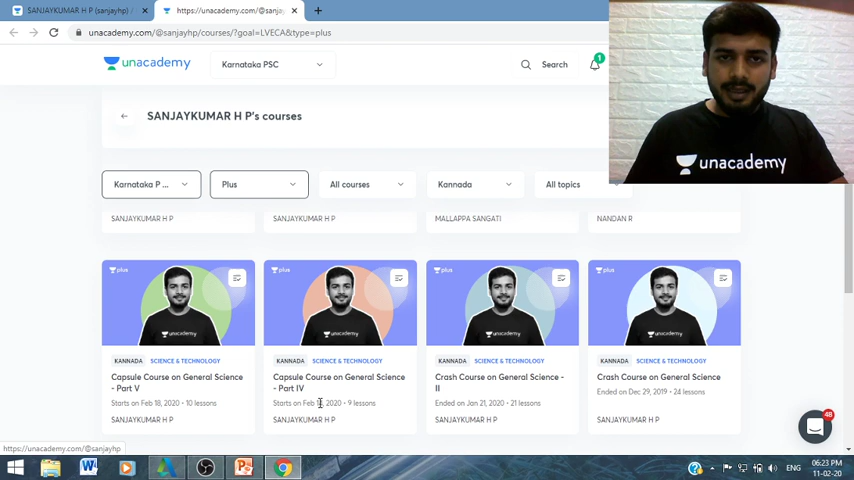 SANJAYKUMAR H P (sanjayhp)
https://unacademy.com/@sanja
unacademy.com/@sanjayhp/courses/?goal=LVECA&type=plus
unacademy
Karnataka PSC
Search
1
unacademy
SANJAYKUMAR H P's courses
Karnataka P ...
Plus
All courses
Kannada
All topics
SANJAYKUMAR H P
SANJAYKUMAR H P
MALLAPPA SANGATI
NANDAN R
plus
plus
plus
plus
unacademy
unacademy
unacademy
unacademy
KANNADA SCIENCE & TECHNOLOGY
Capsule Course on General Science
- Part V
Starts on Feb 18, 2020 • 10 lessons
SANJAYKUMAR H P
KANNADA SCIENCE & TECHNOLOGY
Capsule Course on General Science
- Part IV
Starts on Feb 2020 • 9 lessons
SANJAYKUMAR H P
KANNADA SCIENCE & TECHNOLOGY
Crash Course on General Science -
II
Ended on Jan 21, 2020 • 21 lessons
SANJAYKUMAR H P
KANNADA SCIENCE & TECHNOLOGY
Crash Course on General Science
Ended on Dec 29, 2019 • 24 lessons
SANJAYKUMAR H P
48
https://unacademy.com/@sanjayhp
ENG
06:23 PM
11-02-20